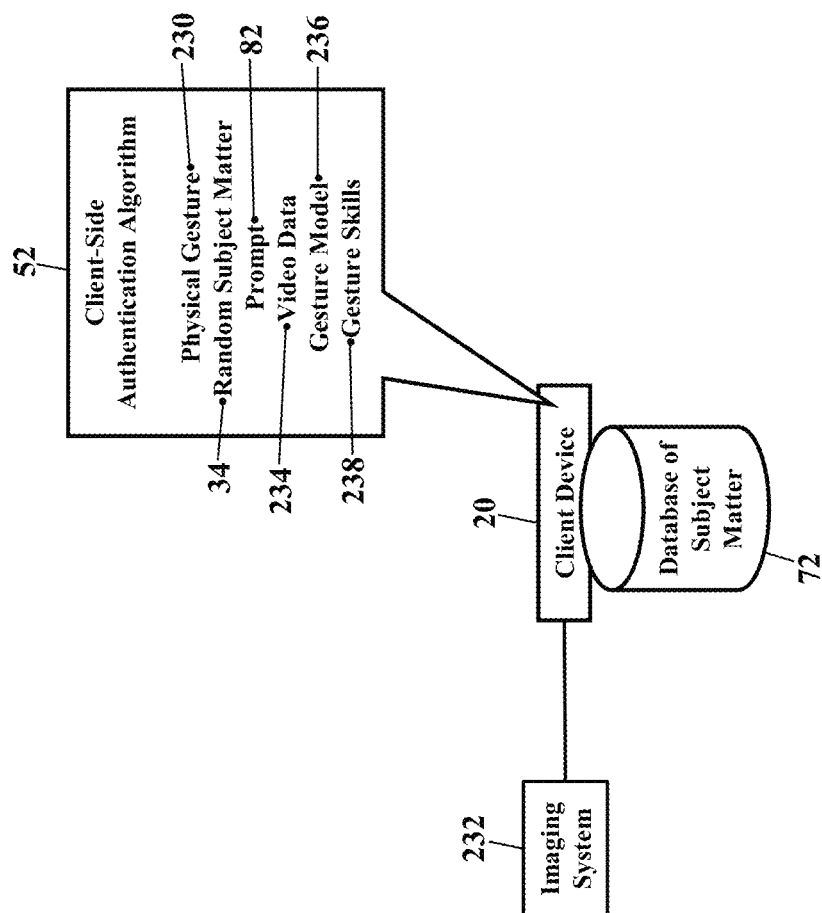 52
Client-Side
Authentication Algorithm
Physical Gesture
230
34
Random Subject Matter
Prompt
82
234
Video Data
Gesture Model
236
238
Gesture Skills
20
Client Device
Database of
Subject
Matter
72
232
Imaging
System